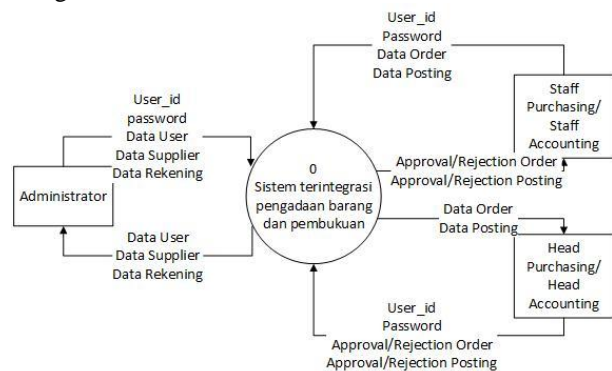 User_id
Password
Data Order
Data Posting
Staff
Purchasing/
Staff
Accounting
User_id
password
Data User
Data Supplier
Data Rekening
Administrator
0
Sistem terintegrasi
pengadaan barang
dan pembukuan
Approval/Rejection Order
Approval/Rejection Posting
Data Order
Data Posting
Data User
Data Supplier
Data Rekening
Head
Purchasing/
Head
Accounting
User_id
Password
Approval/Rejection Order
Approval/Rejection Posting